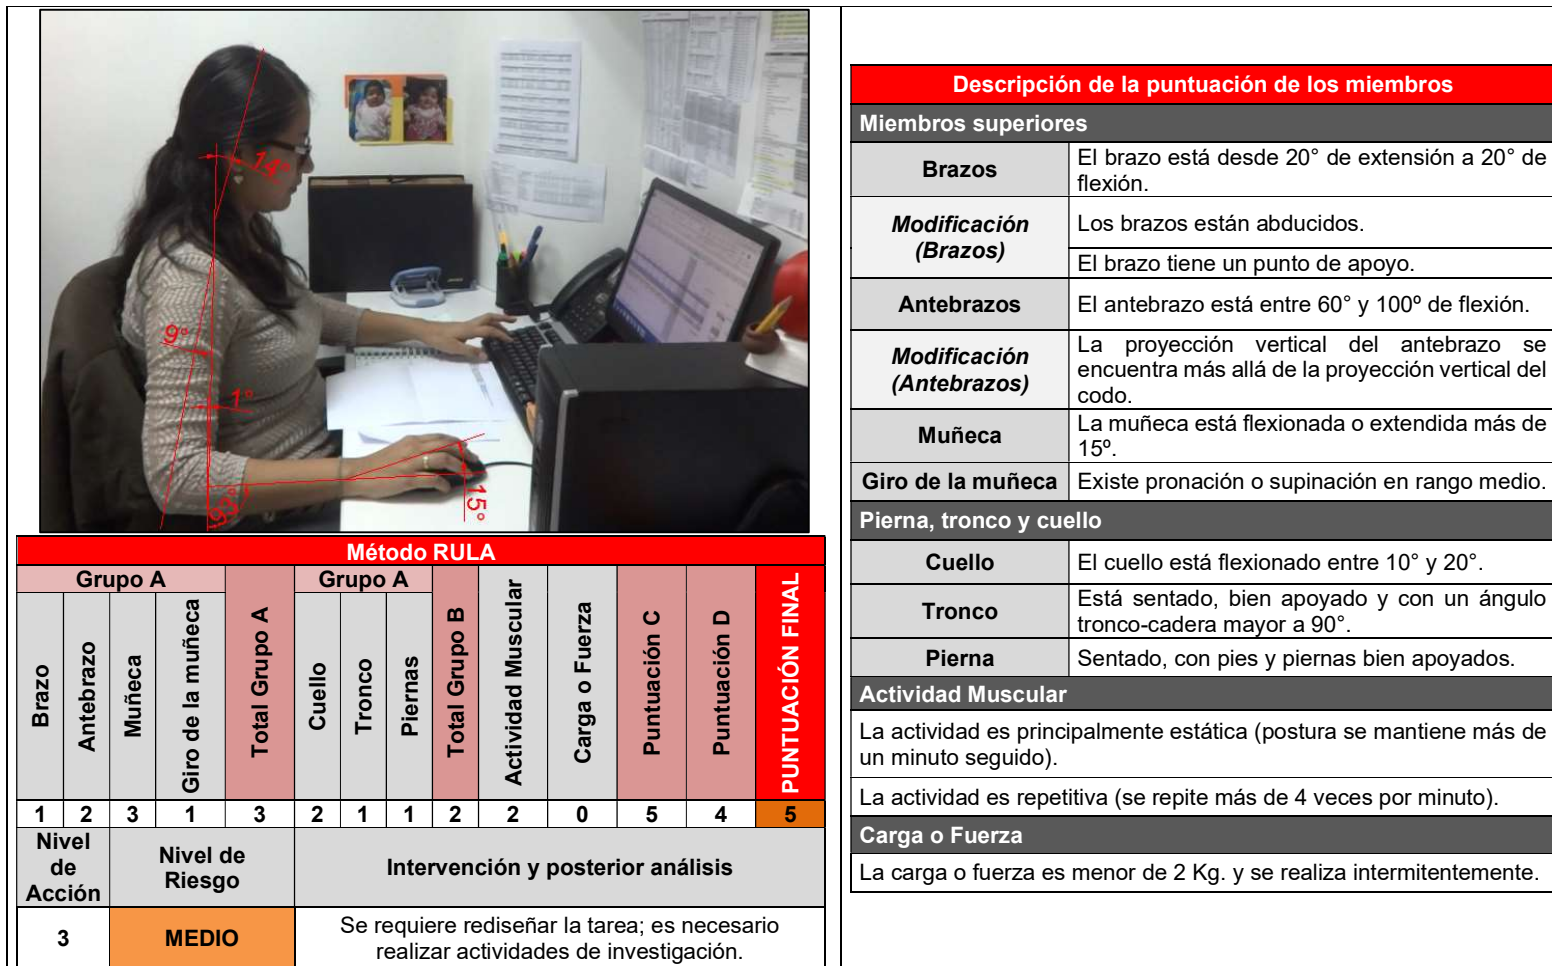 14°
9°
1°
93°
15°
Método RULA
Grupo A
Grupo A
Brazo
Antebrazo
Muñeca
Giro de la muñeca
Total Grupo A
Cuello
Tronco
Piernas
Total Grupo B
Actividad Muscular
Carga o Fuerza
Puntuación C
Puntuación D
PUNTUACIÓN FINAL
1 2 3 1 3 2 1 1 2 2 0 5 4 5
Nivel
de
Acción
Nivel de
Riesgo
Intervención y posterior análisis
3
MEDIO
Se requiere rediseñar la tarea; es necesario
realizar actividades de investigación.
Descripción de la puntuación de los miembros
Miembros superiores
Brazos
El brazo está desde 20° de extensión a 20° de
flexión.
Modificación
(Brazos)
Los brazos están abducidos.
El brazo tiene un punto de apoyo.
Antebrazos
El antebrazo está entre 60° y 100º de flexión.
Modificación
(Antebrazos)
La proyección vertical del antebrazo se
encuentra más allá de la proyección vertical del
codo.
Muñeca
La muñeca está flexionada o extendida más de
15º.
Giro de la muñeca
Existe pronación o supinación en rango medio.
Pierna, tronco y cuello
Cuello
El cuello está flexionado entre 10° y 20°.
Tronco
Está sentado, bien apoyado y con un ángulo
tronco-cadera mayor a 90°.
Pierna
Sentado, con pies y piernas bien apoyados.
Actividad Muscular
La actividad es principalmente estática (postura se mantiene más de
un minuto seguido).
La actividad es repetitiva (se repite más de 4 veces por minuto).
Carga o Fuerza
La carga o fuerza es menor de 2 Kg. y se realiza intermitentemente.